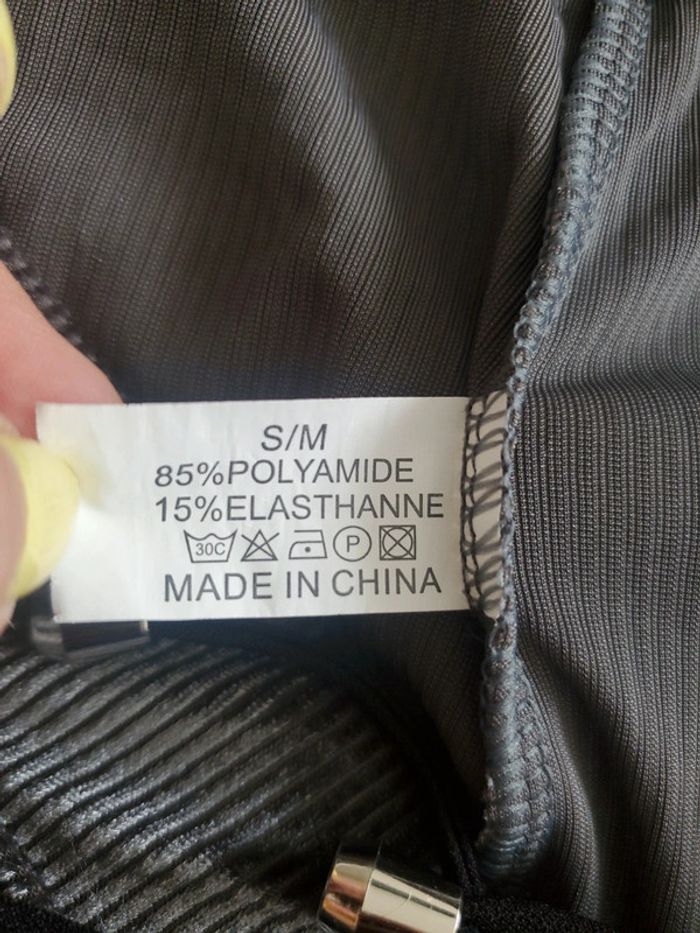 S/M
85%POLYAMIDE
15%ELASTHANNE
30C P
MADE IN CHINA